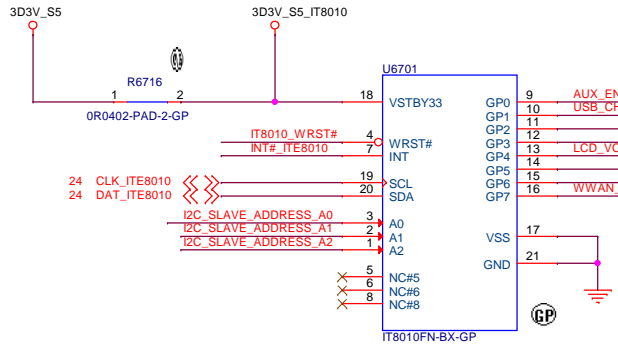 3D3V_S5 3D3V_S5_IT8010
U6701
R6716
1 2 18 VSTBY33 GP0 9 AUX_EN
0R0402-PAD-2-GP GP1 10
GP2 11
IT8010_WRST# 4 WRST# GP3 12
INT#_ITE8010 7 INT GP4 13
GP5 14
24 CLK_ITE8010 19 SCL GP6 15
24 DAT_ITE8010 20 SDA GP7 16 WWAN_
I2C_SLAVE_ADDRESS_A0 3 A0
I2C_SLAVE_ADDRESS_A1 2 A1 VSS 17
I2C_SLAVE_ADDRESS_A2 1 A2
GND 21
5 NC#5
6 NC#6
8 NC#8
GP
IT8010FN-BX-GP